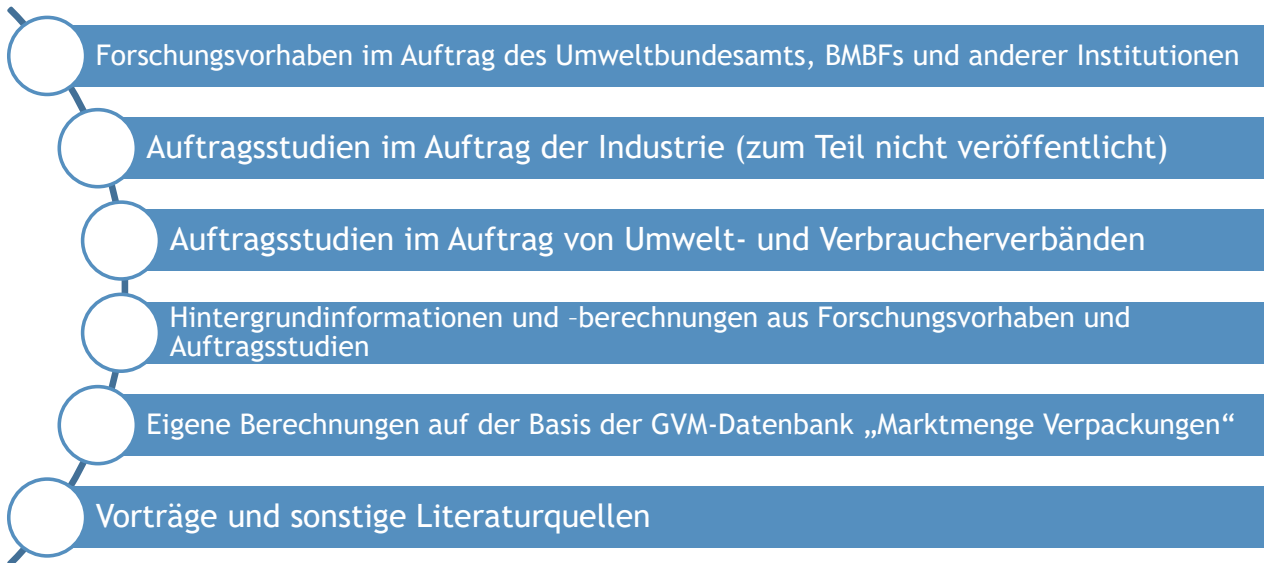 Forschungsvorhaben im Auftrag des Umweltbundesamts, BMBFs und anderer Institutionen
Auftragsstudien im Auftrag der Industrie (zum Teil nicht veröffentlicht)
Auftragsstudien im Auftrag von Umwelt- und Verbraucherverbänden
Hintergrundinformationen und –berechnungen aus Forschungsvorhaben und
Auftragsstudien
Eigene Berechnungen auf der Basis der GVM-Datenbank „Marktmenge Verpackungen“
Vorträge und sonstige Literaturquellen